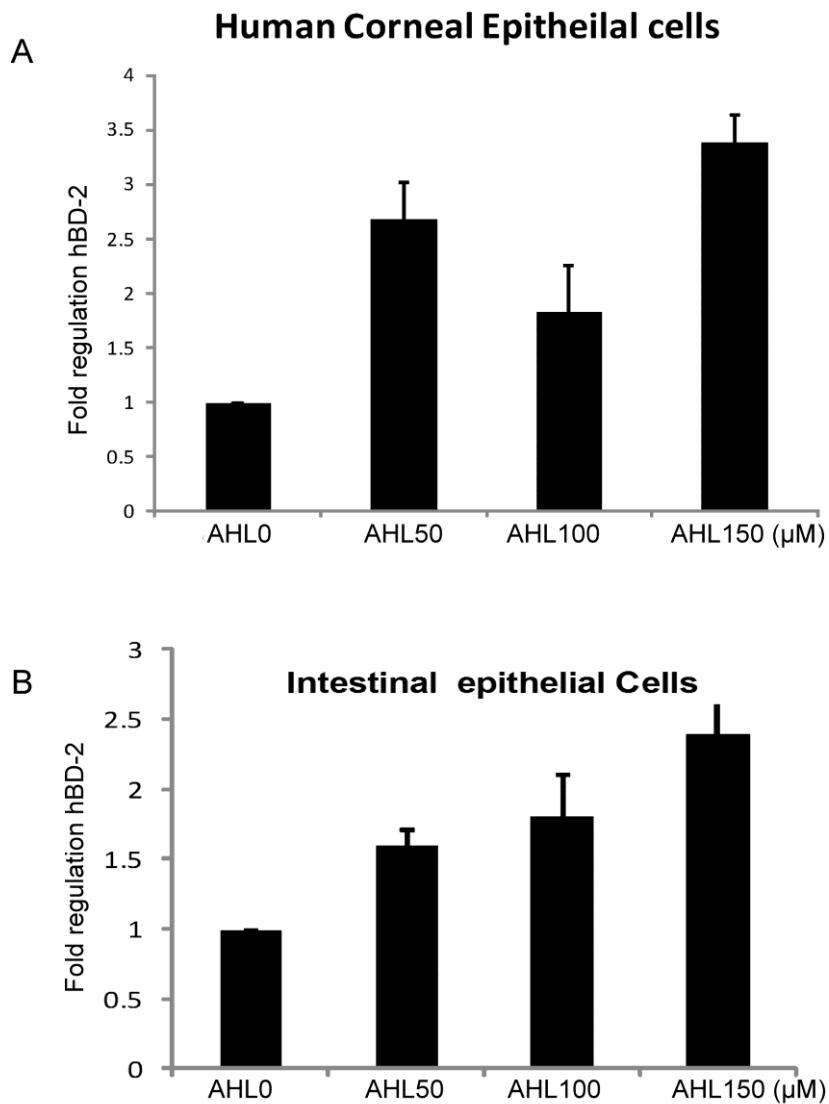 Human Corneal Epitheilal cells
A
Fold regulation hBD-2
4
3.5
3
2.5
2
1.5
1
0.5
0
AHL0 AHL50 AHL100 AHL150 (µM)
B
Intestinal epithelial Cells
Fold regulation hBD-2
3
2.5
2
1.5
1
0.5
0
AHL0 AHL50 AHL100 AHL150 (µM)